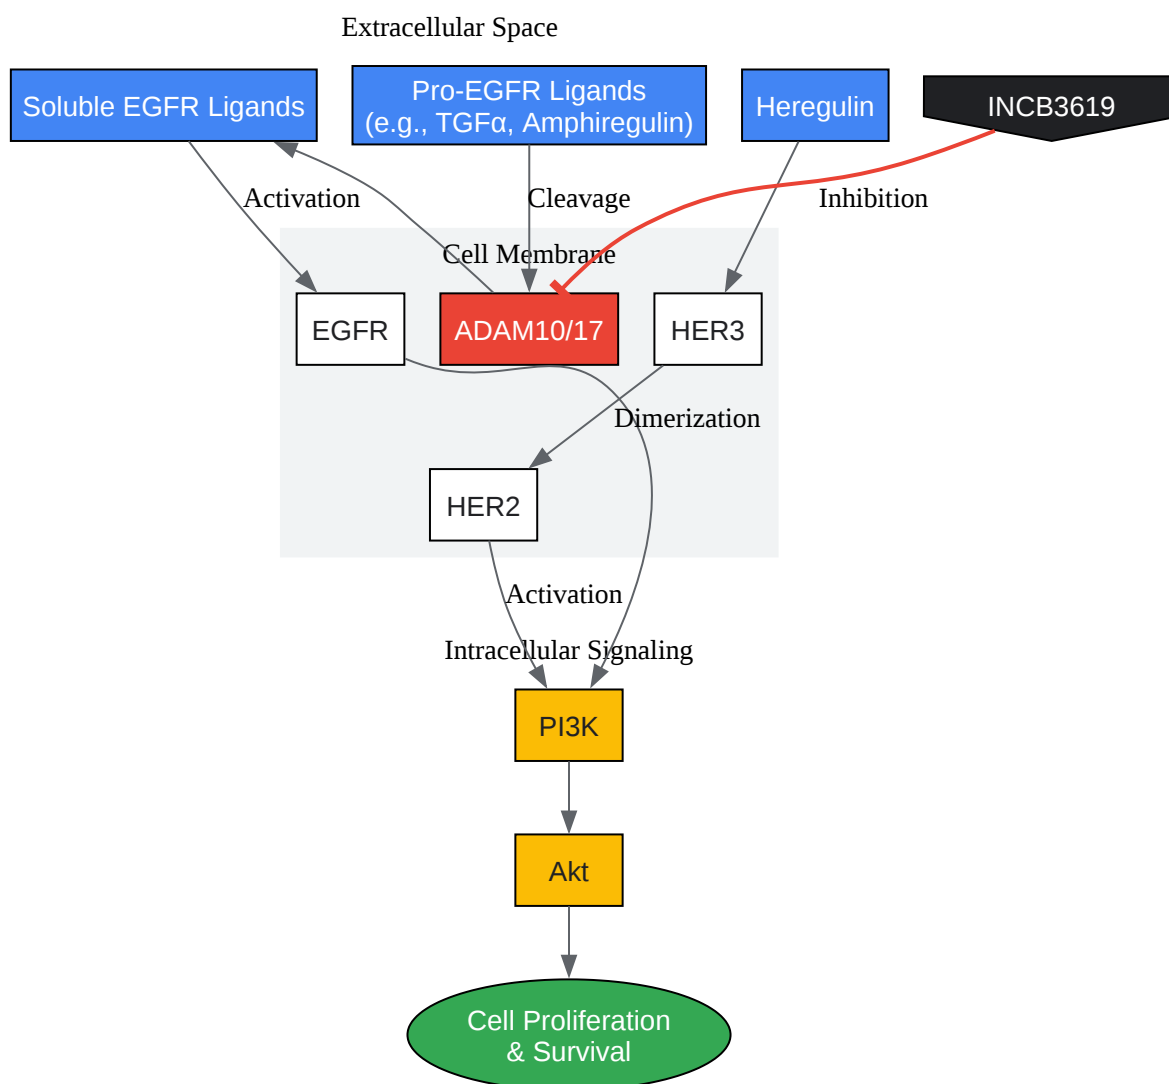 Extracellular Space
Soluble EGFR Ligands
Pro-EGFR Ligands
(e.g., TGFα, Amphiregulin)
Heregulin
INCB3619
Activation
Cleavage
Inhibition
Cell Membrane
EGFR
ADAM10/17
HER3
Dimerization
HER2
Activation
Intracellular Signaling
PI3K
Akt
Cell Proliferation
& Survival